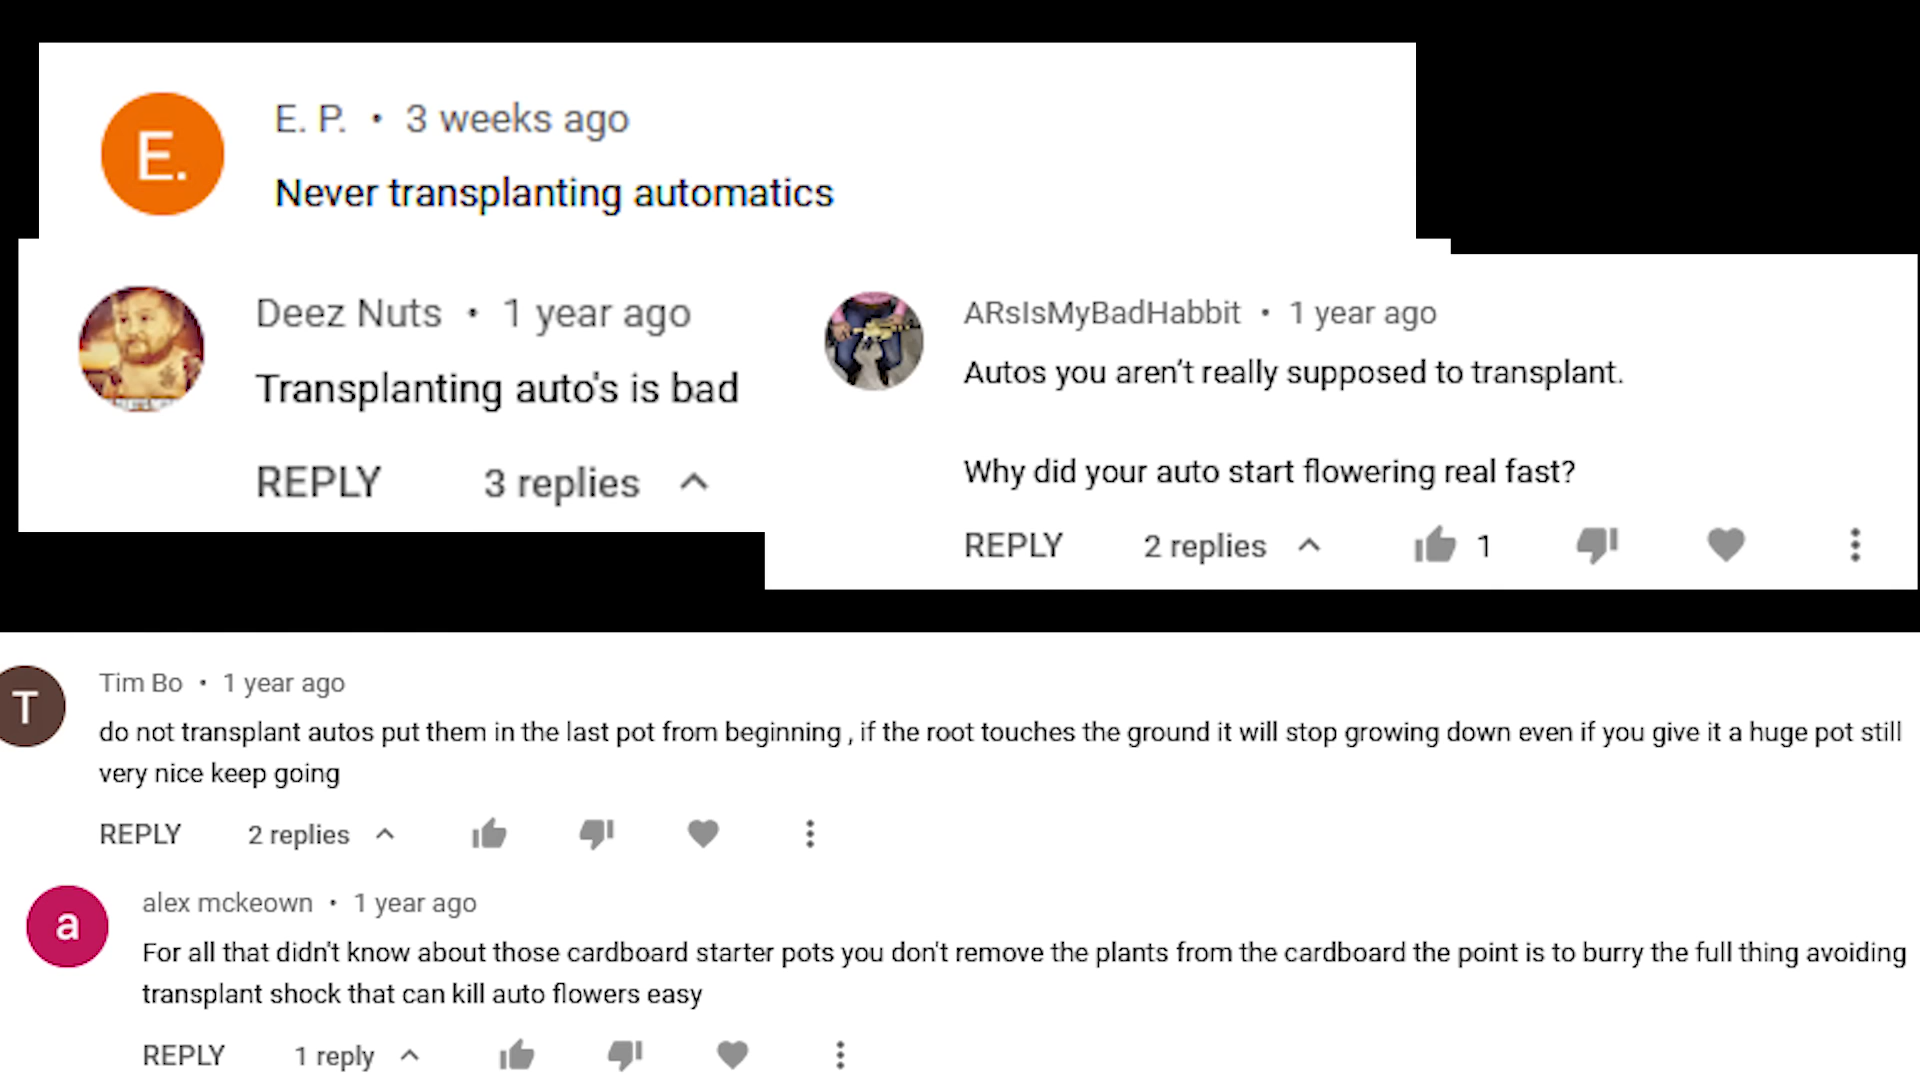 E.
E. P. • 3 weeks ago
Never transplanting automatics
Deez Nuts • 1 year ago
Transplanting auto's is bad
REPLY 3 replies
ARsIsMyBadHabbit • 1 year ago
Autos you aren’t really supposed to transplant.
Why did your auto start flowering real fast?
REPLY 2 replies 1
T
Tim Bo • 1 year ago
do not transplant autos put them in the last pot from beginning , if the root touches the ground it will stop growing down even if you give it a huge pot still
very nice keep going
REPLY 2 replies
a
alex mckeown • 1 year ago
For all that didn't know about those cardboard starter pots you don't remove the plants from the cardboard the point is to burry the full thing avoiding
transplant shock that can kill auto flowers easy
REPLY 1 reply